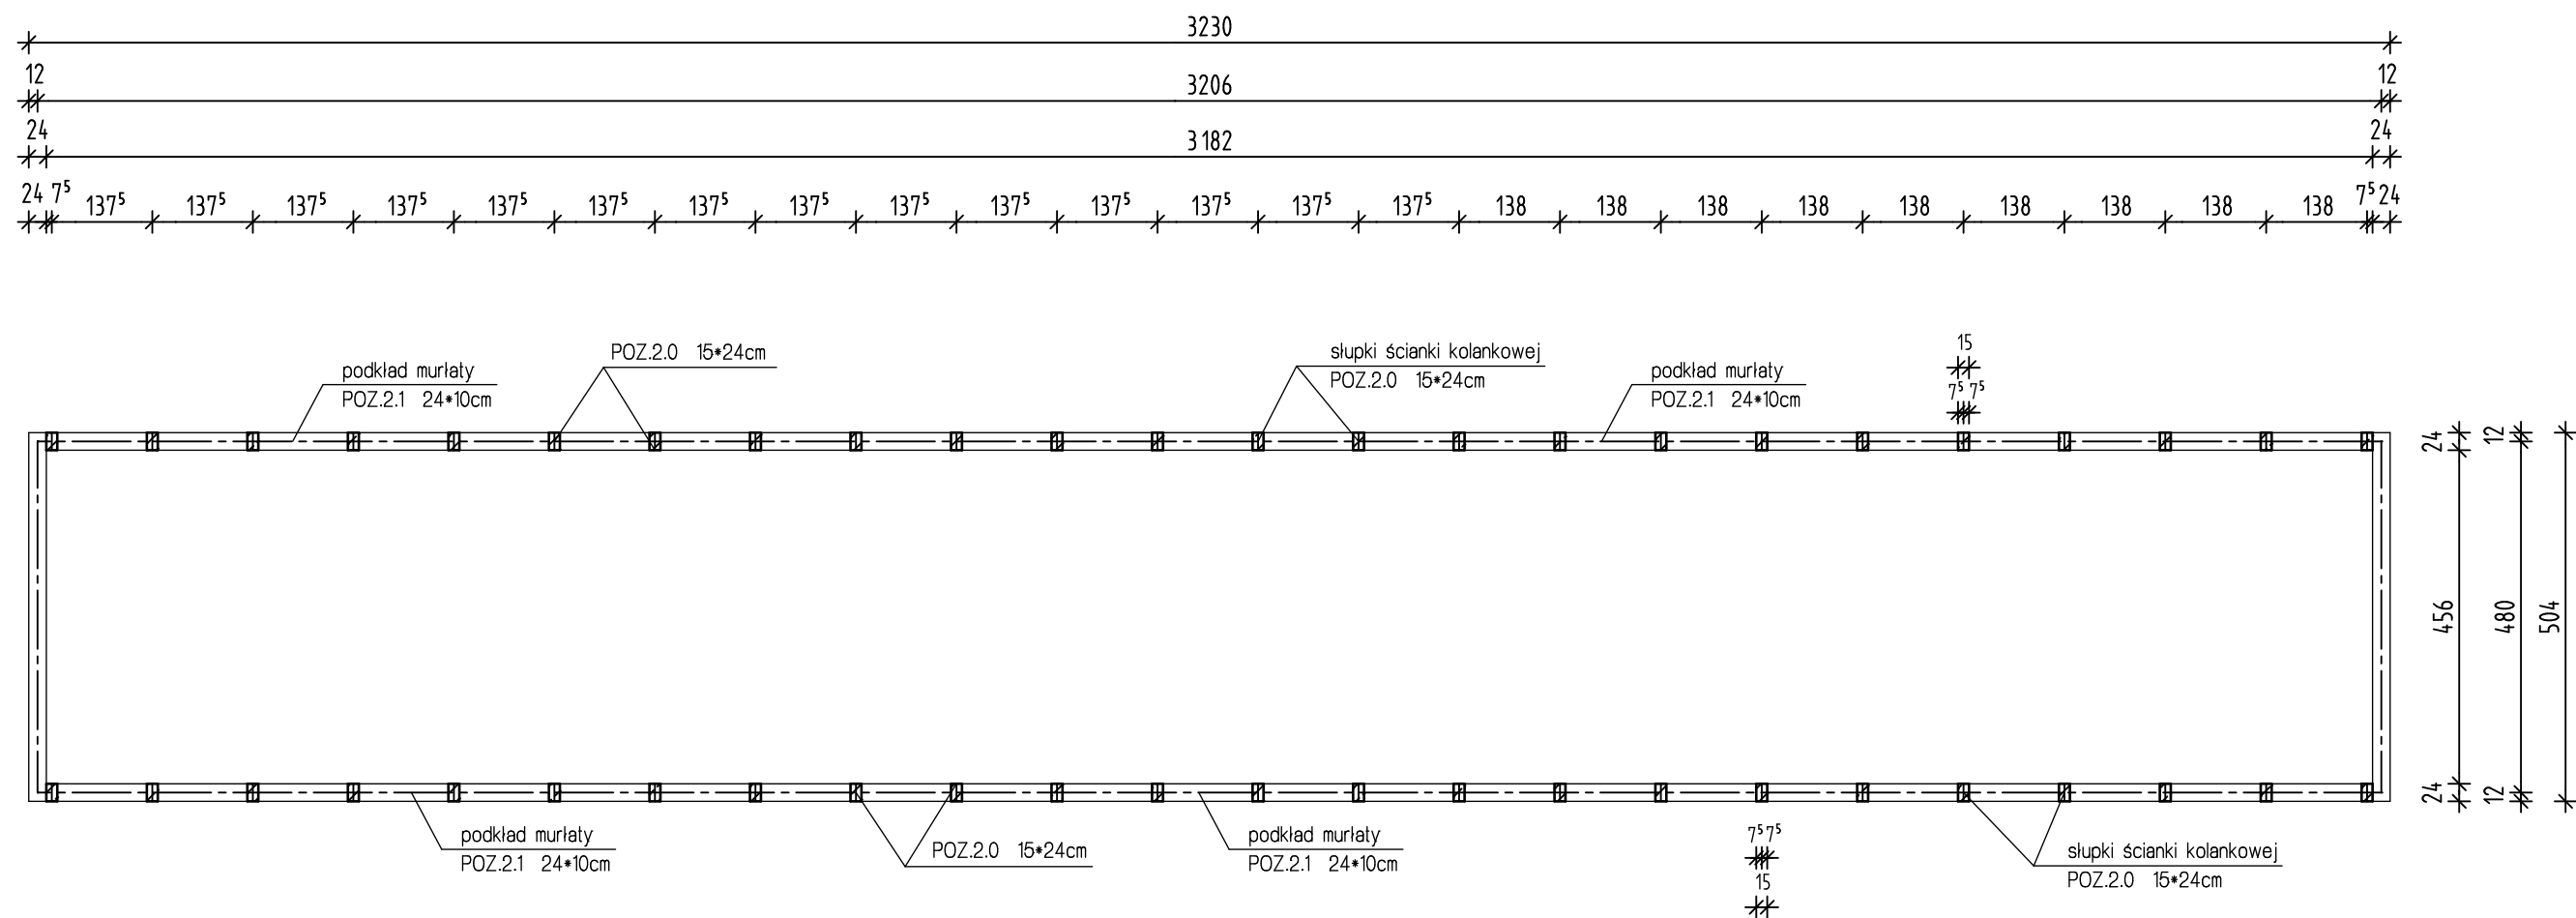 3230
12 3206 12
24 3182 24
24 7⁵ 137⁵ 137⁵ 137⁵ 137⁵ 137⁵ 137⁵ 137⁵ 137⁵ 137⁵ 137⁵ 137⁵ 137⁵ 137⁵ 137⁵ 138 138 138 138 138 138 138 138 138 7⁵ 24
podkład murłaty
POZ.2.1 24*10cm
POZ.2.0 15*24cm
słupki ścianki kolankowej
POZ.2.0 15*24cm
podkład murłaty
POZ.2.1 24*10cm
15
7⁵ 7⁵
24 12
456 480 504
24 12
podkład murłaty
POZ.2.1 24*10cm
POZ.2.0 15*24cm
podkład murłaty
POZ.2.1 24*10cm
7⁵ 7⁵
15
słupki ścianki kolankowej
POZ.2.0 15*24cm